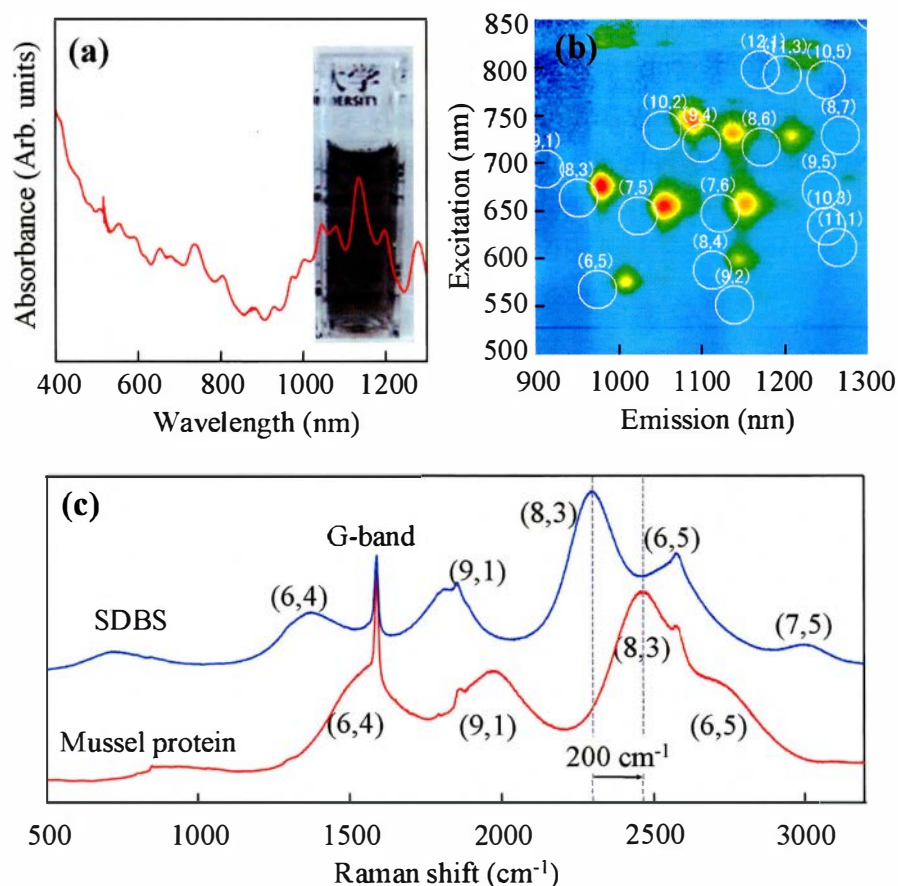 (a)
大学
ERSITY
Absorbance (Arb. units)
400 600 800 1000 1200
Wavelength (nm)
(b)
Excitation (nm)
850
800
750
700
650
600
550
500
(12,1)
(11,3)
(10,5)
(10,2)
(9,4)
(8,6)
(8,7)
9,1)
(8,3)
(7,5)
(7,6)
(9,5)
(10,3)
(11,1)
(8,4)
(6,5)
(9,2)
900 1000 1100 1200 1300
Emission (nm)
(c)
(8,3)
G-band
(6,5)
(9,1)
(6,4)
SDBS
(7,5)
(8,3)
(6,4)
(9,1)
(6,5)
Mussel protein
200 cm⁻¹
500 1000 1500 2000 2500 3000
Raman shift (cm⁻¹)